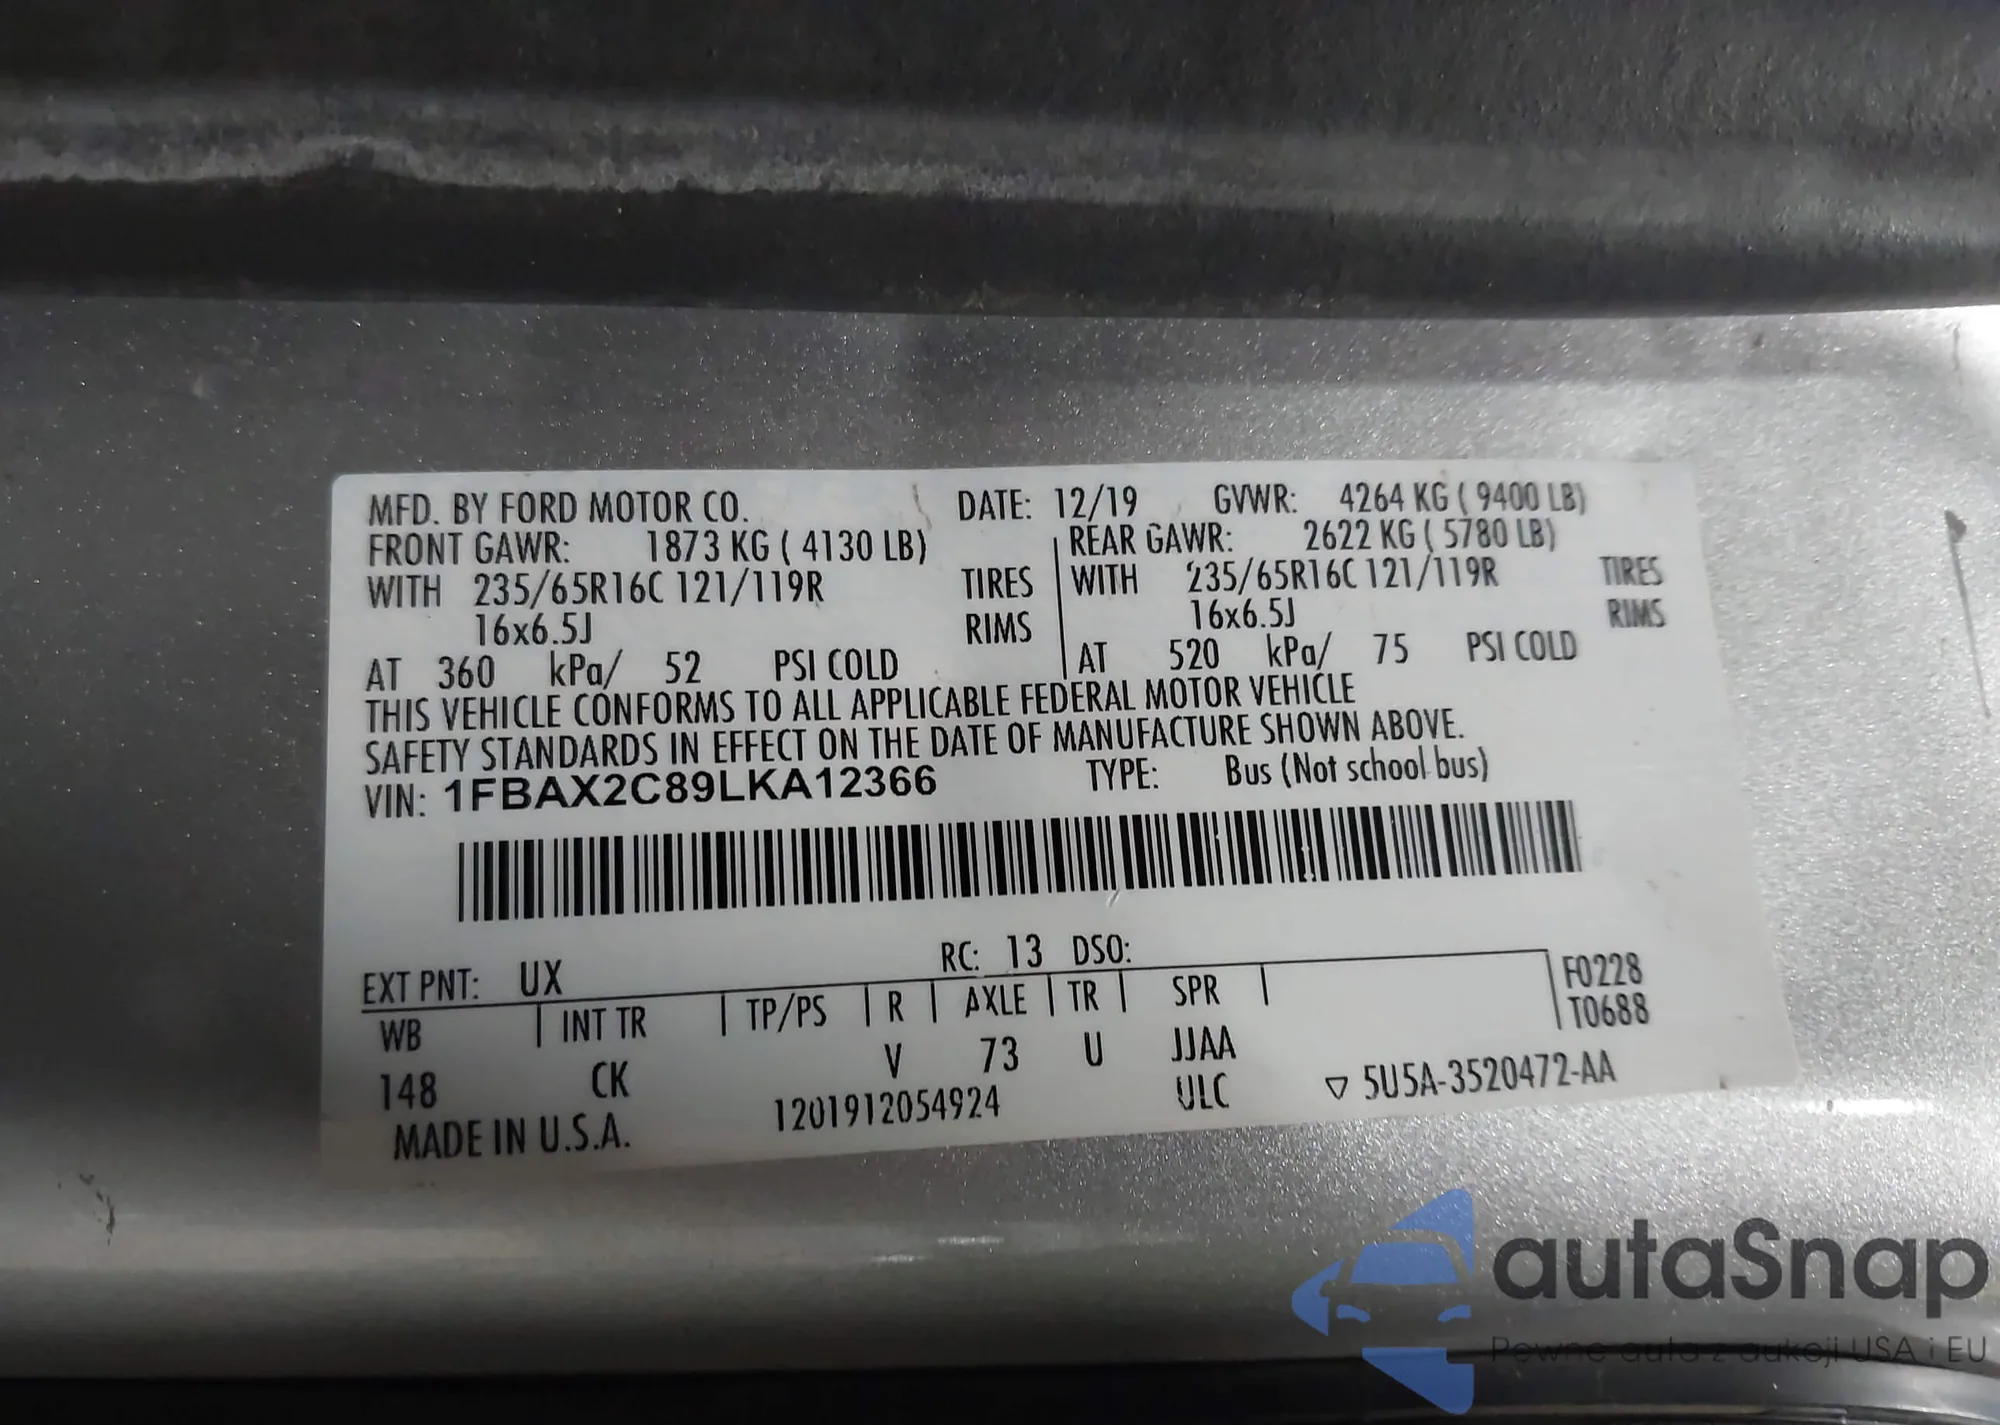 MFD. BY FORD MOTOR CO. DATE: 12/19 GVWR: 4264 KG ( 9400 LB)
FRONT GAWR: 1873 KG ( 4130 LB) REAR GAWR: 2622 KG ( 5780 LB)
WITH 235/65R16C 121/119R TIRES WITH 235/65R16C 121/119R TIRES
16x6.5J RIMS 16x6.5J RIMS
AT 360 kPa/ 52 PSI COLD AT 520 kPa/ 75 PSI COLD
THIS VEHICLE CONFORMS TO ALL APPLICABLE FEDERAL MOTOR VEHICLE
SAFETY STANDARDS IN EFFECT ON THE DATE OF MANUFACTURE SHOWN ABOVE.
VIN: 1FBAX2C89LKA12366 TYPE: Bus (Not school bus)
EXT PNT: UX RC: 13 DSO: F0228
WB INT TR TP/PS R AXLE TR SPR T0688
148 CK V 73 U JJAA
1201912054924 ULC ▽ 5U5A-3520472-AA
MADE IN U.S.A.
autaSnap
Pewne auta z aukcji USA i EU